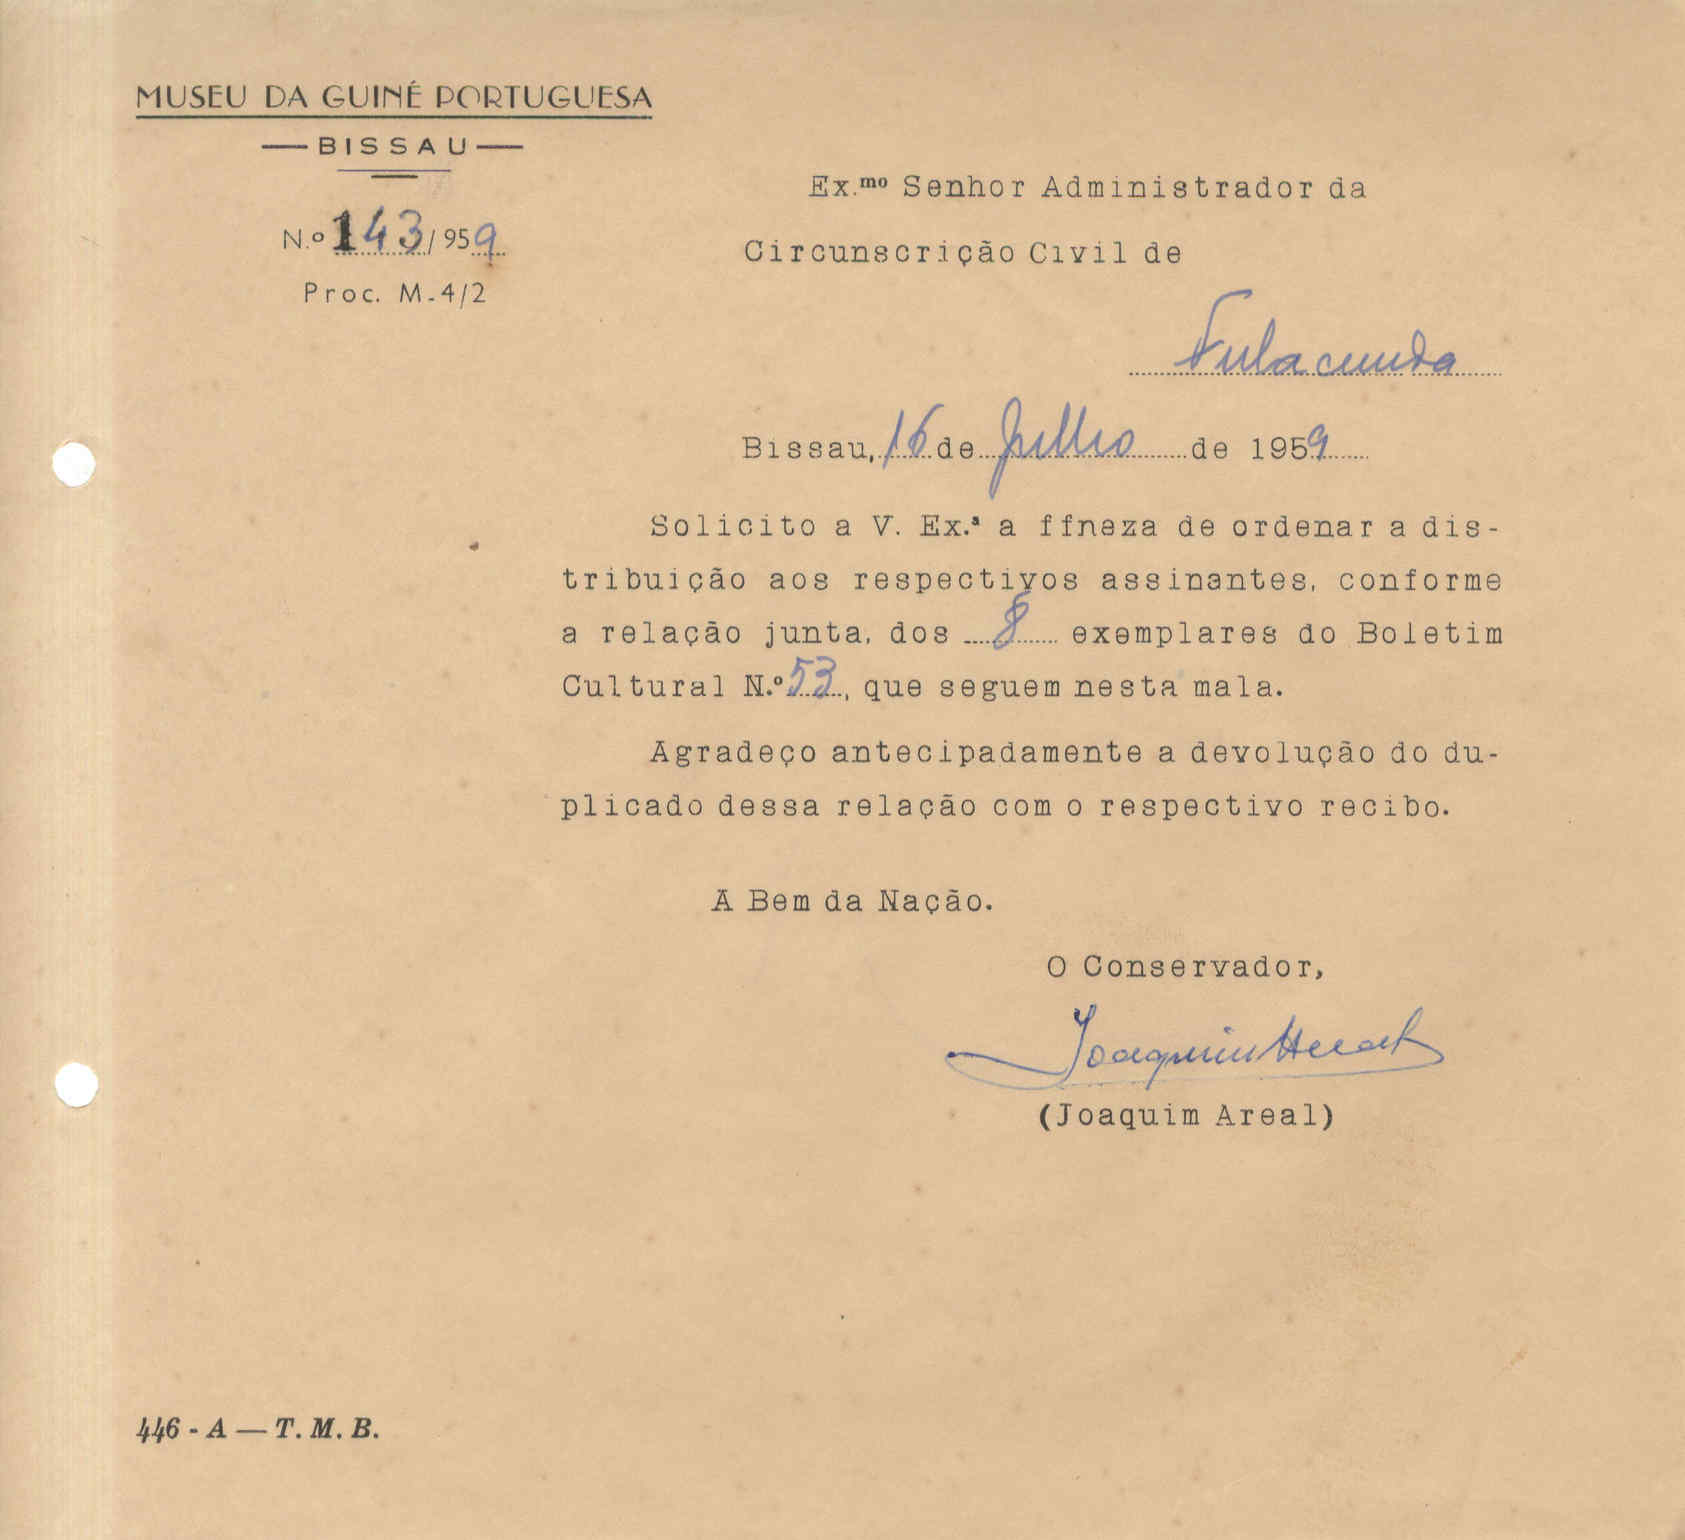 MUSEU DA GUINÉ PORTUGUESA
— BISSAU —
N.º 143/959
Proc. M-4/2
Ex.mo Senhor Administrador da
Circunscrição Civil de
Fulacunda
Bissau, 16 de Julho de 1959
Solicito a V. Ex.ª a ffneza de ordenar a dis-
tribuição aos respectivos assinantes, conforme
a relação junta, dos 8 exemplares do Boletim
Cultural N.º 53, que seguem nesta mala.
Agradeço antecipadamente a devolução do du-
plicado dessa relação com o respectivo recibo.
A Bem da Nação.
O Conservador,
Joaquim Areal
(Joaquim Areal)
446 - A — T. M. B.